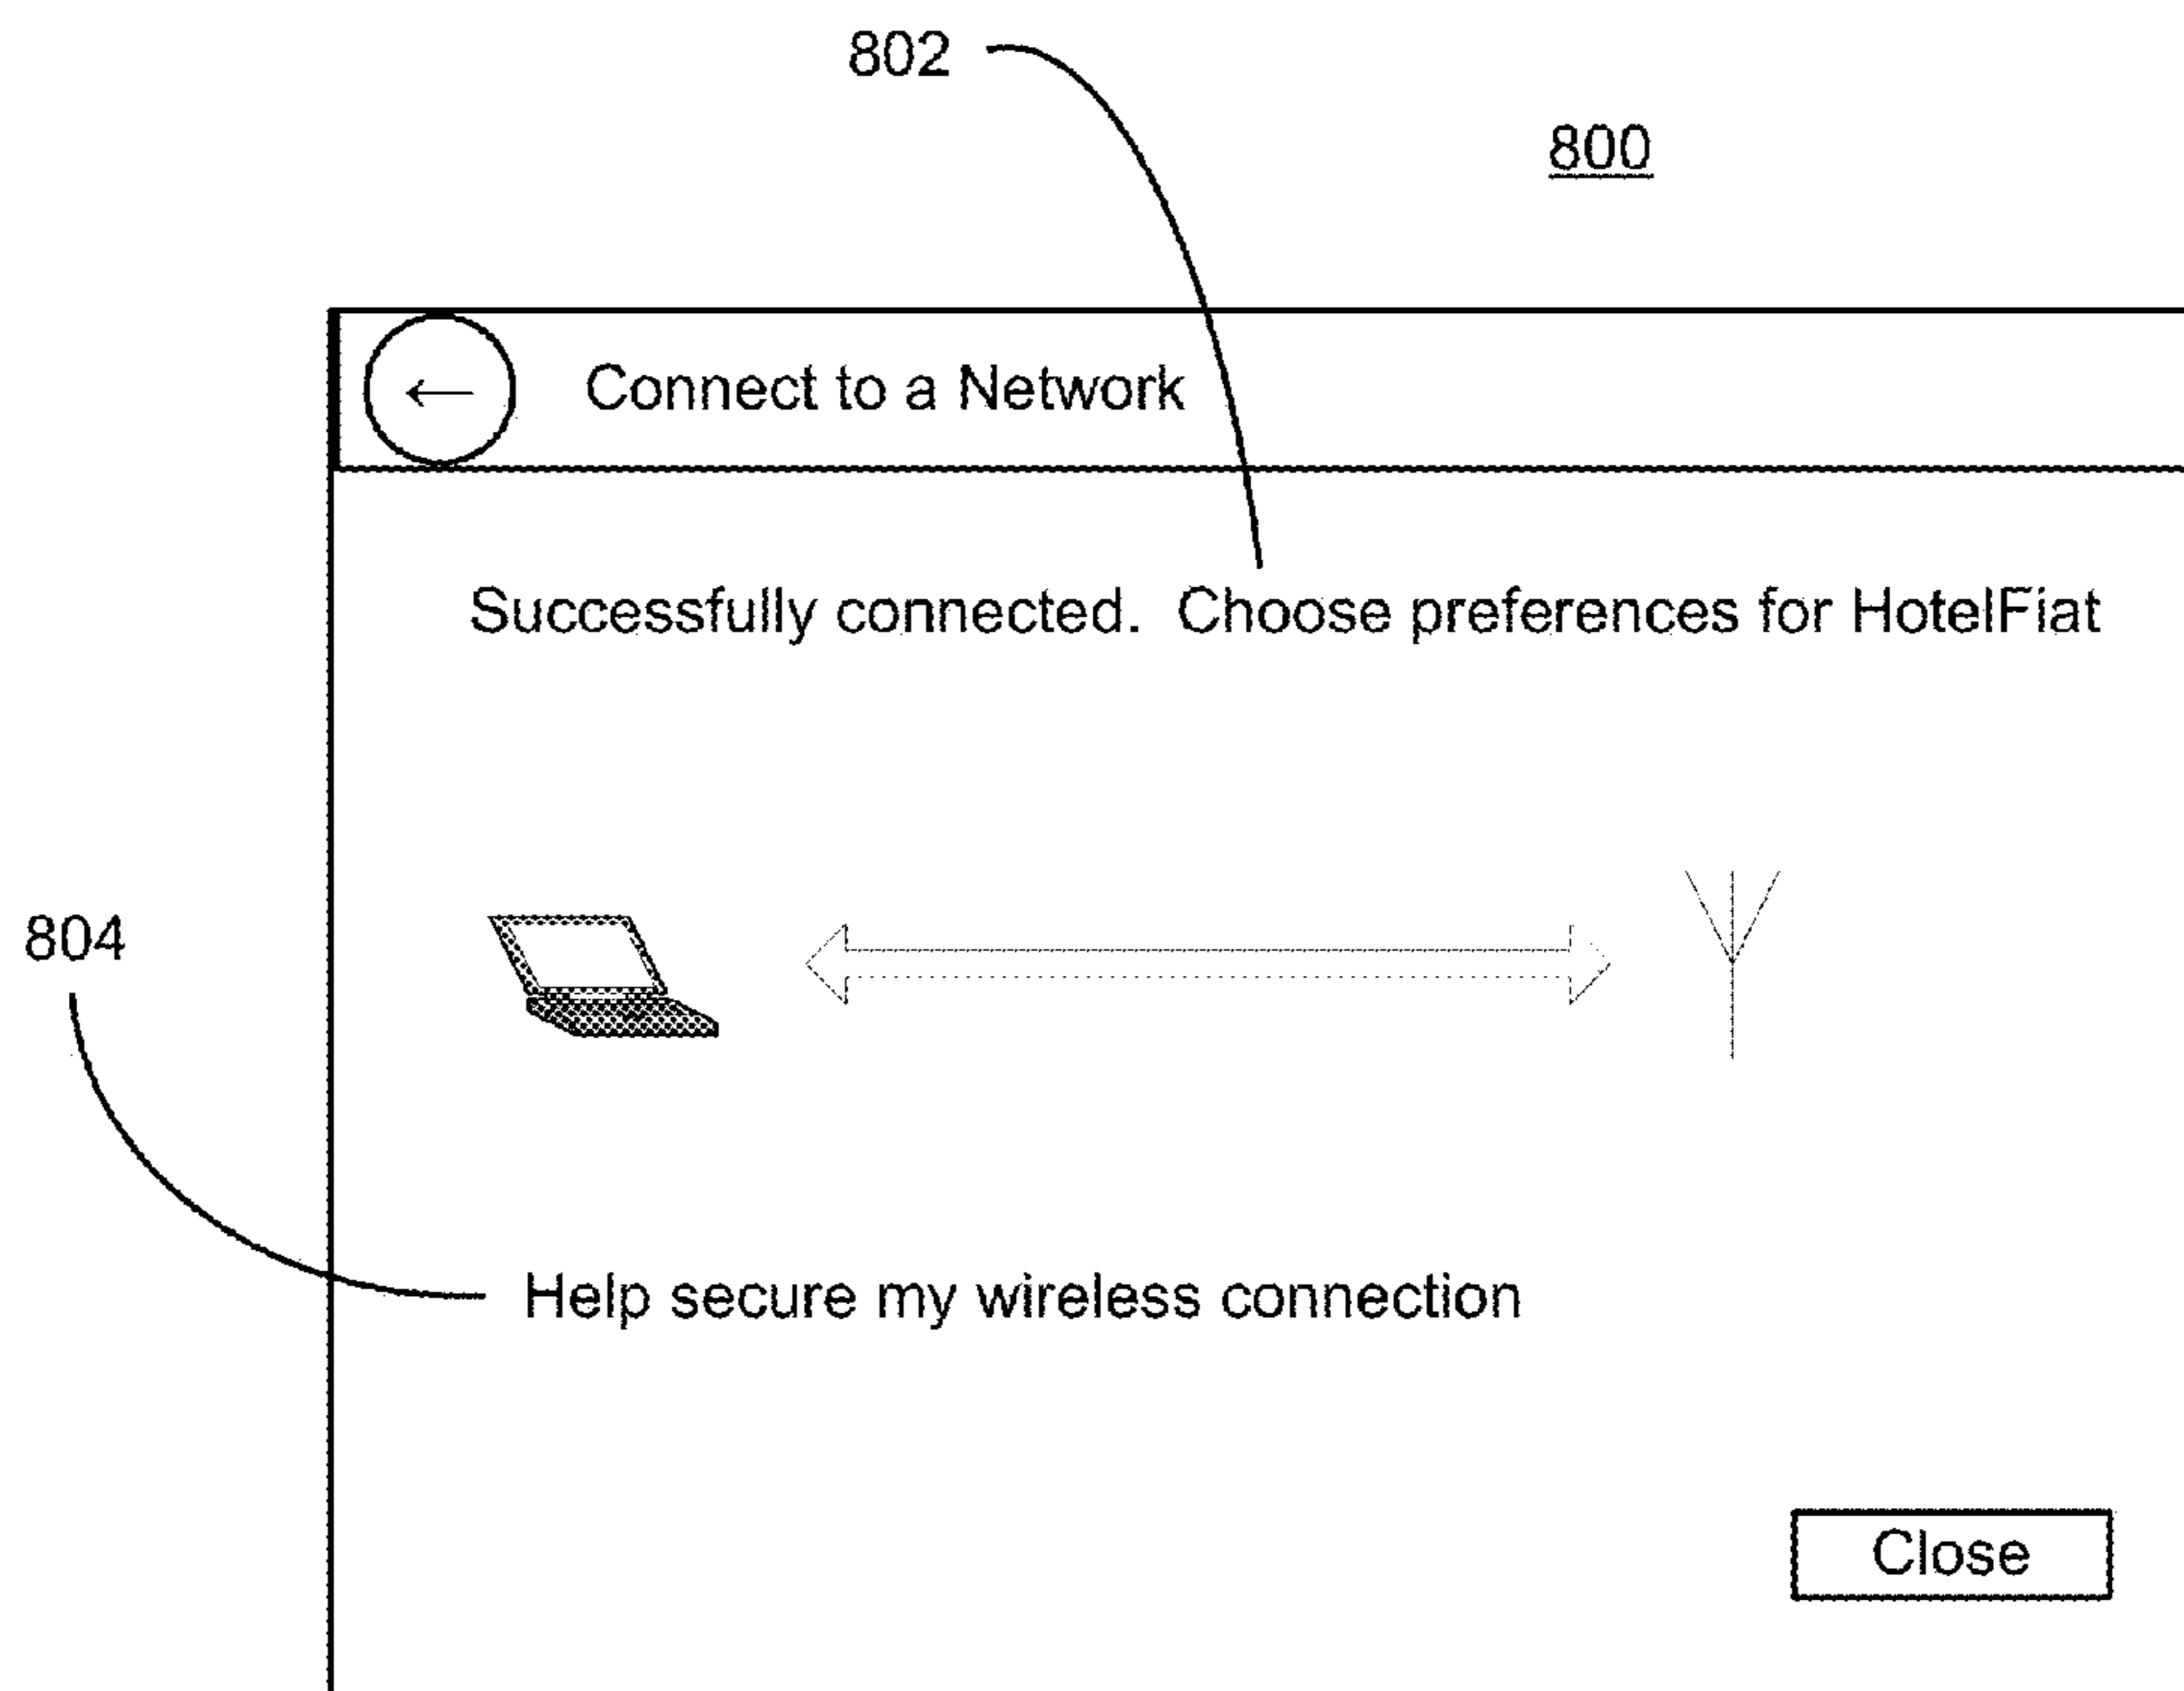 802
800
← Connect to a Network
Successfully connected. Choose preferences for HotelFiat
804
Help secure my wireless connection
Close